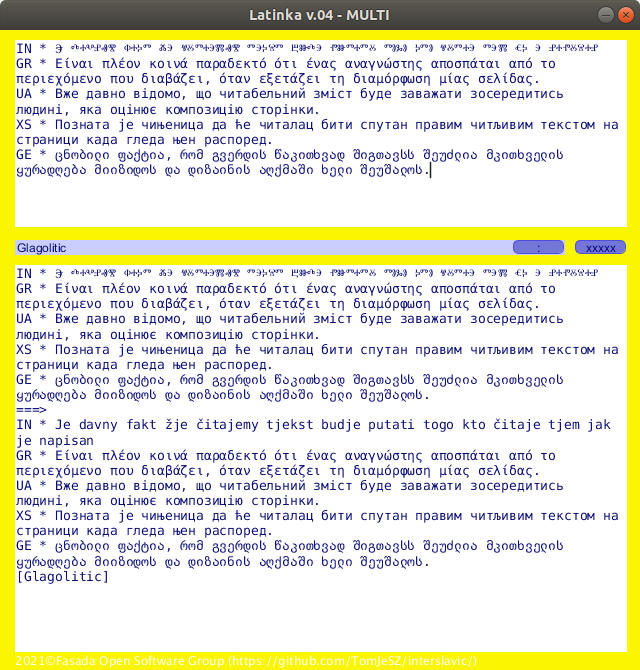 Latinka v.04 - MULTI
IN *
GR * Είναι πλέον κοινά παραδεκτό ότι ένας αναγνώστης αποσπάται από το
περιεχόμενο που διαβάζει, όταν εξετάζει τη διαμόρφωση μίας σελίδας.
UA * Вже давно відомо, що читабельний зміст буде заважати зосередитись
людині, яка оцінює композицію сторінки.
XS * Позната је чињеница да ће читалац бити спутан правим читљивим текстом на
страници када гледа њен распоред.
GE * ცნობილი ფაქტია, რომ გვერდის წაკითხვად შიგთავსს შეუძლია მკითხველის
ყურადღება მიიზიდოს და დიზაინის აღქმაში ხელი შეუშალოს.
Glagolitic : xxxxx
IN *
GR * Είναι πλέον κοινά παραδεκτό ότι ένας αναγνώστης αποσπάται από το
περιεχόμενο που διαβάζει, όταν εξετάζει τη διαμόρφωση μίας σελίδας.
UA * Вже давно відомо, що читабельний зміст буде заважати зосередитись
людині, яка оцінює композицію сторінки.
XS * Позната је чињеница да ће читалац бити спутан правим читљивим текстом на
страници када гледа њен распоред.
GE * ცნობილი ფაქტია, რომ გვერდის წაკითხვად შიგთავსს შეუძლია მკითხველის
ყურადღება მიიზიდოს და დიზაინის აღქმაში ხელი შეუშალოს.
===>
IN * Je davny fakt žje čitajemy tjekst budje putati togo kto čitaje tjem jak
je napisan
GR * Είναι πλέον κοινά παραδεκτό ότι ένας αναγνώστης αποσπάται από το
περιεχόμενο που διαβάζει, όταν εξετάζει τη διαμόρφωση μίας σελίδας.
UA * Вже давно відомо, що читабельний зміст буде заважати зосередитись
людині, яка оцінює композицію сторінки.
XS * Позната је чињеница да ће читалац бити спутан правим читљивим текстом на
страници када гледа њен распоред.
GE * ცნობილი ფაქტია, რომ გვერდის წაკითხვად შიგთავსს შეუძლია მკითხველის
ყურადღება მიიზიდოს და დიზაინის აღქმაში ხელი შეუშალოს.
[Glagolitic]
2021©Fasada Open Software Group (https://github.com/TomJeSZ/interslavic/)